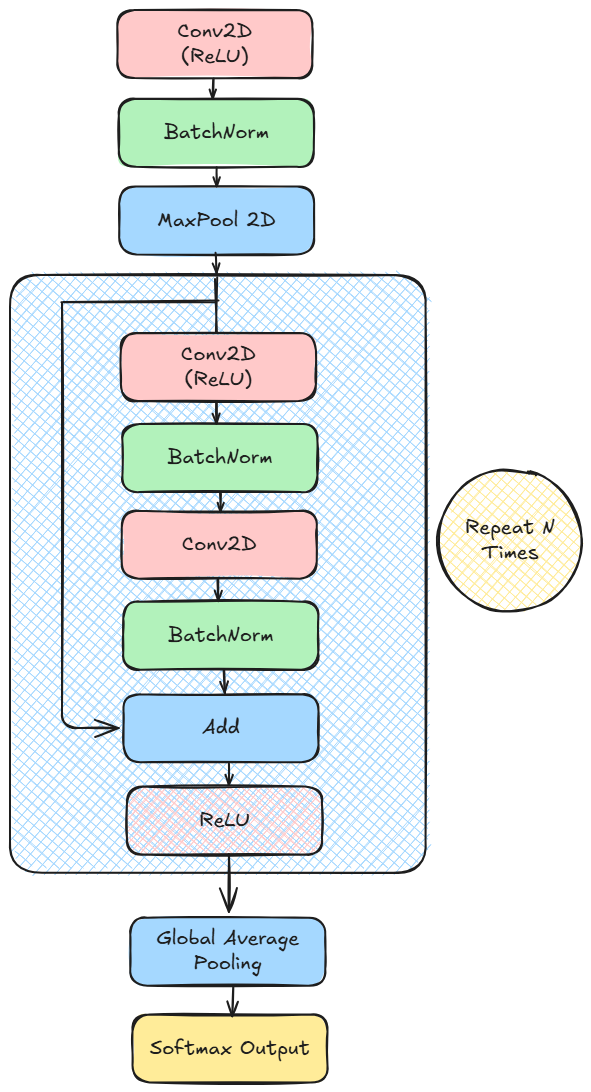 Conv2D
(ReLU)
BatchNorm
MaxPool 2D
Conv2D
(ReLU)
BatchNorm
Conv2D
BatchNorm
Add
ReLU
Repeat N
Times
Global Average
Pooling
Softmax Output